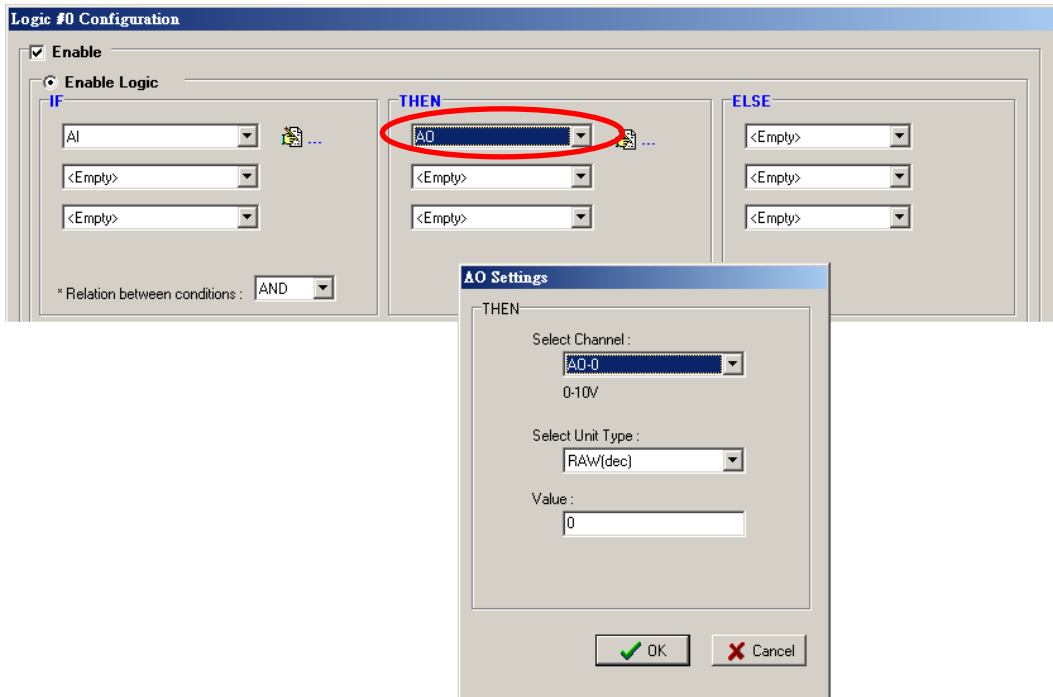 Logic #0 Configuration
Enable
Enable Logic
IF
AI
...
<Empty>
<Empty>
* Relation between conditions : AND
THEN
AO
...
<Empty>
<Empty>
ELSE
<Empty>
<Empty>
<Empty>
AO Settings
THEN
Select Channel :
AO-0
0-10V
Select Unit Type :
RAW(dec)
Value :
0
OK Cancel